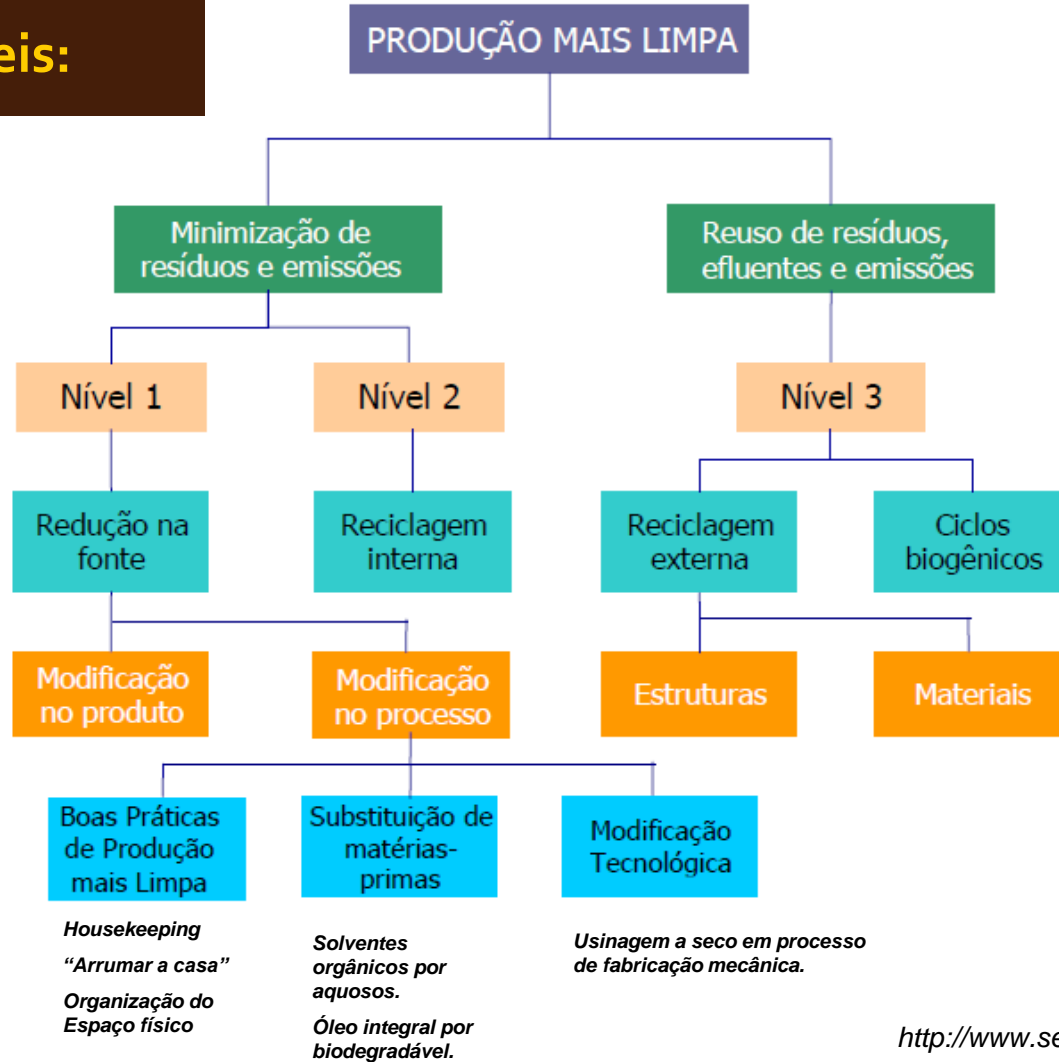 eis:
PRODUÇÃO MAIS LIMPA
Minimização de
resíduos e emissões
Reuso de resíduos,
efluentes e emissões
Nível 1
Nível 2
Nível 3
Redução na
fonte
Reciclagem
interna
Reciclagem
externa
Ciclos
biogênicos
Modificação
no produto
Modificação
no processo
Estruturas
Materiais
Boas Práticas
de Produção
mais Limpa
Substituição de
matérias-
primas
Modificação
Tecnológica
Housekeeping
“Arrumar a casa”
Organização do
Espaço físico
Solventes
orgânicos por
aquosos.
Óleo integral por
biodegradável.
Usinagem a seco em processo
de fabricação mecânica.
http://www.se